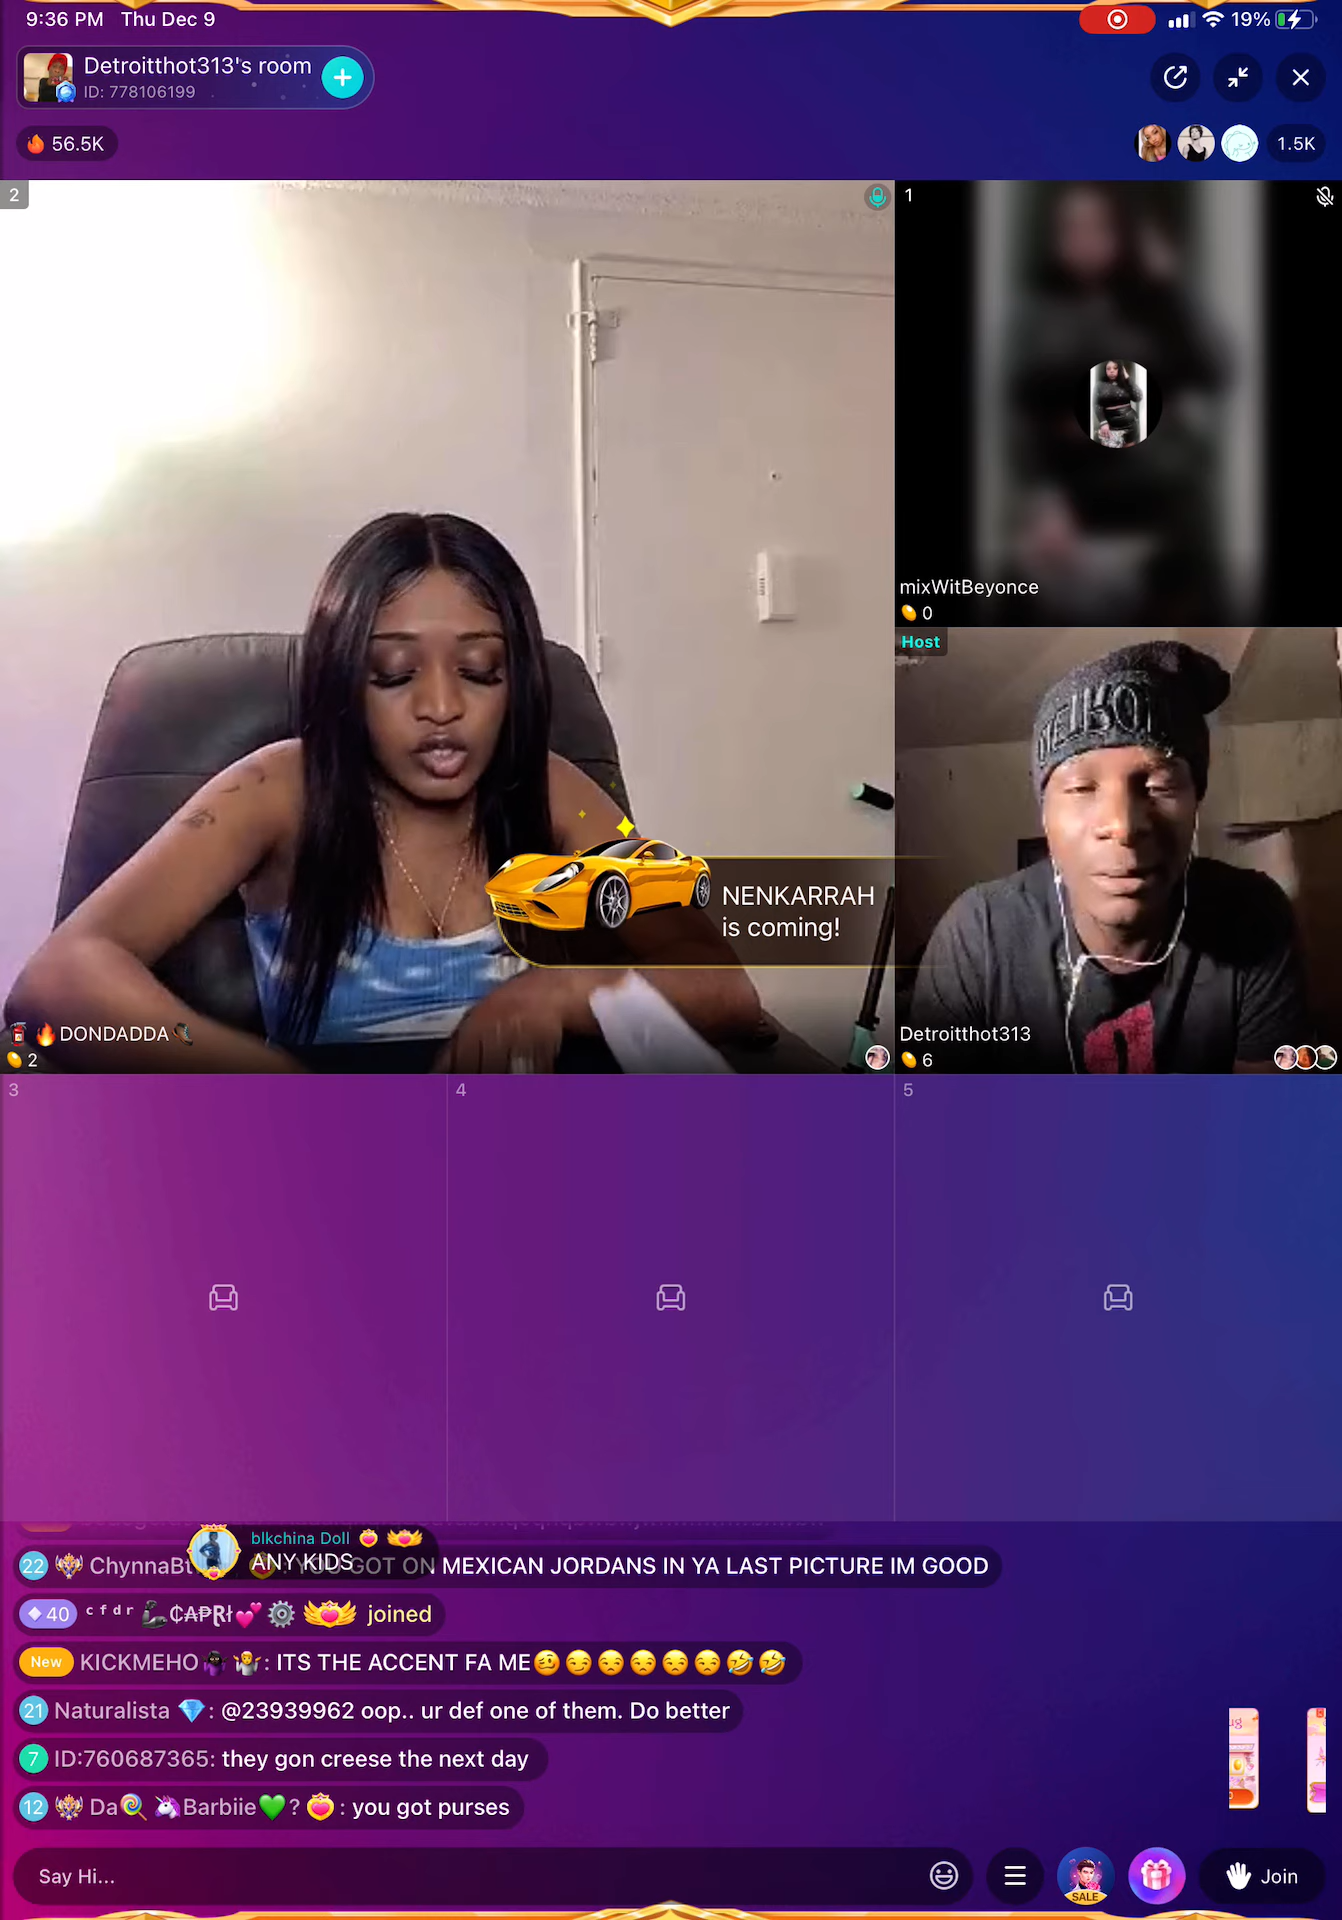 9:36 PM Thu Dec 9
19%
Detroitthot313's room
ID: 778106199
🔥 56.5K
1.5K
2
1
mixWitBeyonce
0
Host
NENKARRAH
is coming!
🧯🔥DONDADDA
2
Detroitthot313
6
3
4
5
blkchina Doll
ANY KIDS
22 ChynnaBt : YOU GOT ON MEXICAN JORDANS IN YA LAST PICTURE IM GOOD
40 ᶜᶠᵈʳ 🦾₵₳₱Ɽł💕⚙️ joined
New KICKMEHO : ITS THE ACCENT FA ME🥴😏😒😒😒😒🤣🤣
21 Naturalista 💎: @23939962 oop.. ur def one of them. Do better
7 ID:760687365: they gon creese the next day
12 Da🍭🦄Barbiie💚? : you got purses
Say Hi...
SALE
Join